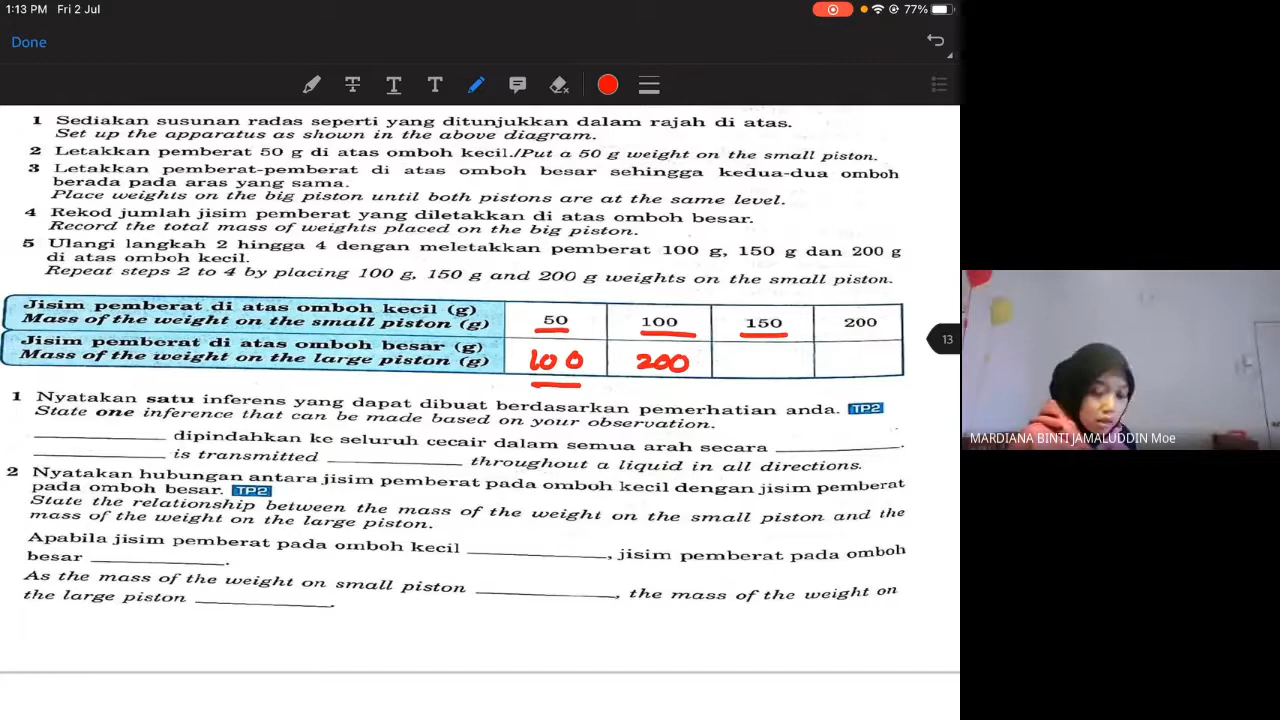 1:13 PM Fri 2 Jul
77%
Done
1 Sediakan susunan radas seperti yang ditunjukkan dalam rajah di atas.
Set up the apparatus as shown in the above diagram.
2 Letakkan pemberat 50 g di atas omboh kecil./Put a 50 g weight on the small piston.
3 Letakkan pemberat-pemberat di atas omboh besar sehingga kedua-dua omboh
berada pada aras yang sama.
Place weights on the big piston until both pistons are at the same level.
4 Rekod jumlah jisim pemberat yang diletakkan di atas omboh besar.
Record the total mass of weights placed on the big piston.
5 Ulangi langkah 2 hingga 4 dengan meletakkan pemberat 100 g, 150 g dan 200 g
di atas omboh kecil.
Repeat steps 2 to 4 by placing 100 g, 150 g and 200 g weights on the small piston.
Jisim pemberat di atas omboh kecil (g)
Mass of the weight on the small piston (g)
50 100 150 200
Jisim pemberat di atas omboh besar (g)
Mass of the weight on the large piston (g)
100 200
13
1 Nyatakan satu inferens yang dapat dibuat berdasarkan pemerhatian anda. TP2
State one inference that can be made based on your observation.
____________ dipindahkan ke seluruh cecair dalam semua arah secara ____________.
____________ is transmitted ____________ throughout a liquid in all directions.
2 Nyatakan hubungan antara jisim pemberat pada omboh kecil dengan jisim pemberat
pada omboh besar. TP2
State the relationship between the mass of the weight on the small piston and the
mass of the weight on the large piston.
Apabila jisim pemberat pada omboh kecil ____________, jisim pemberat pada omboh
besar ____________.
As the mass of the weight on small piston ____________, the mass of the weight on
the large piston ____________.
MARDIANA BINTI JAMALUDDIN Moe